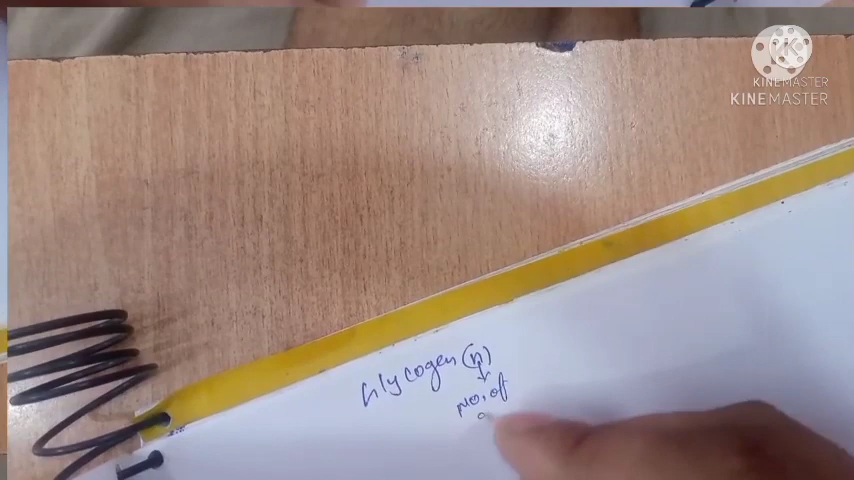 KINEMASTER
KINEMASTER
Glycogen (n)
↓
No. of